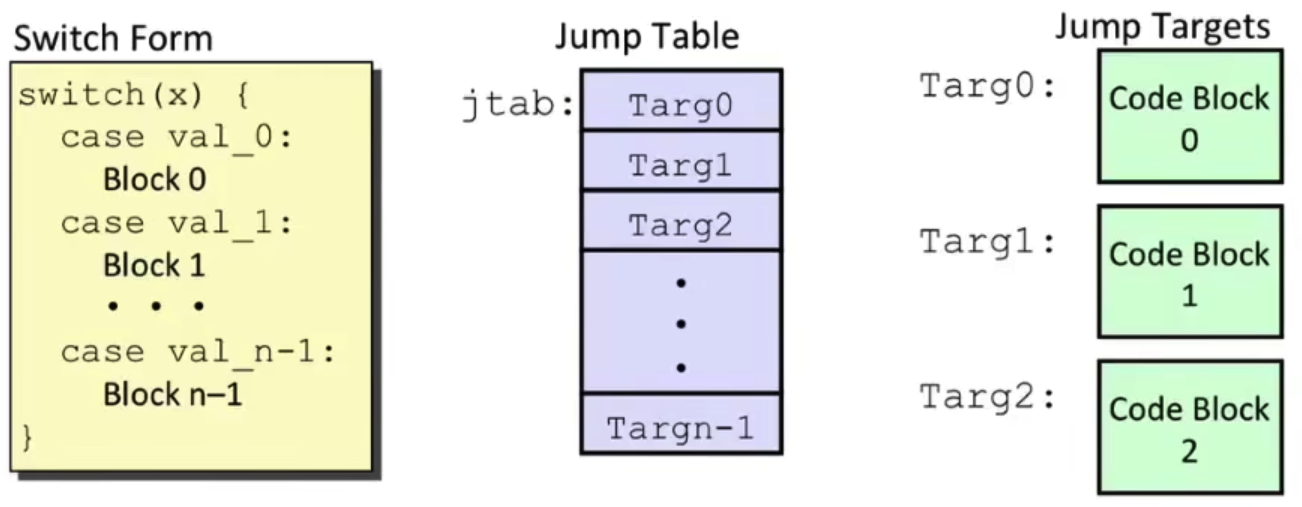 Switch Form
switch(x) {
case val_0:
Block 0
case val_1:
Block 1
• • •
case val_n-1:
Block n–1
}
Jump Table
jtab:
Targ0
Targ1
Targ2
•
•
•
Targn-1
Jump Targets
Targ0:
Code Block
0
Targ1:
Code Block
1
Targ2:
Code Block
2